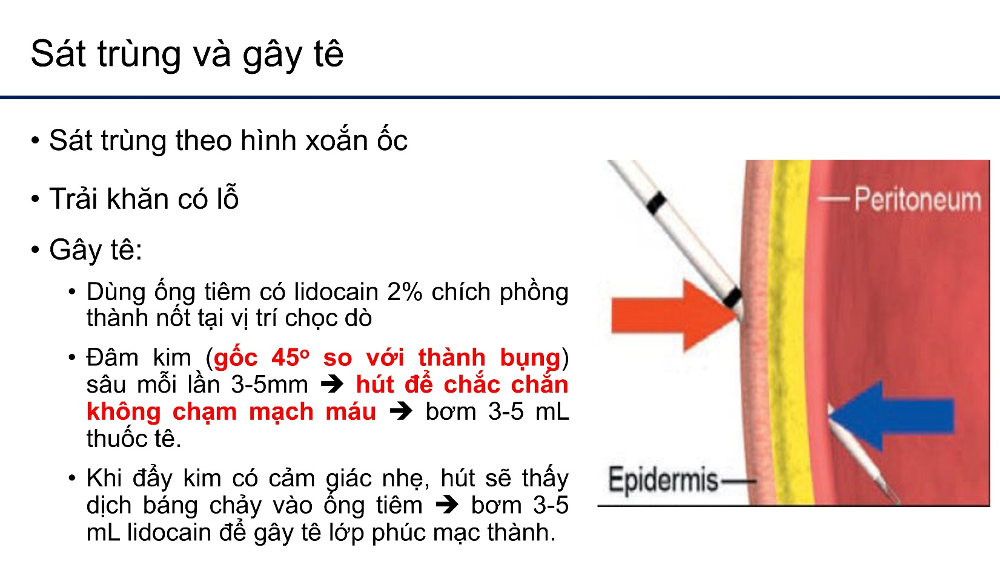 Sát trùng và gây tê
• Sát trùng theo hình xoắn ốc
• Trải khăn có lỗ
• Gây tê:
• Dùng ống tiêm có lidocain 2% chích phồng
thành nốt tại vị trí chọc dò
• Đâm kim (gốc 45º so với thành bụng)
sâu mỗi lần 3-5mm ➔ hút để chắc chắn
không chạm mạch máu ➔ bơm 3-5 mL
thuốc tê.
• Khi đẩy kim có cảm giác nhẹ, hút sẽ thấy
dịch báng chảy vào ống tiêm ➔ bơm 3-5
mL lidocain để gây tê lớp phúc mạc thành.
Peritoneum
Epidermis